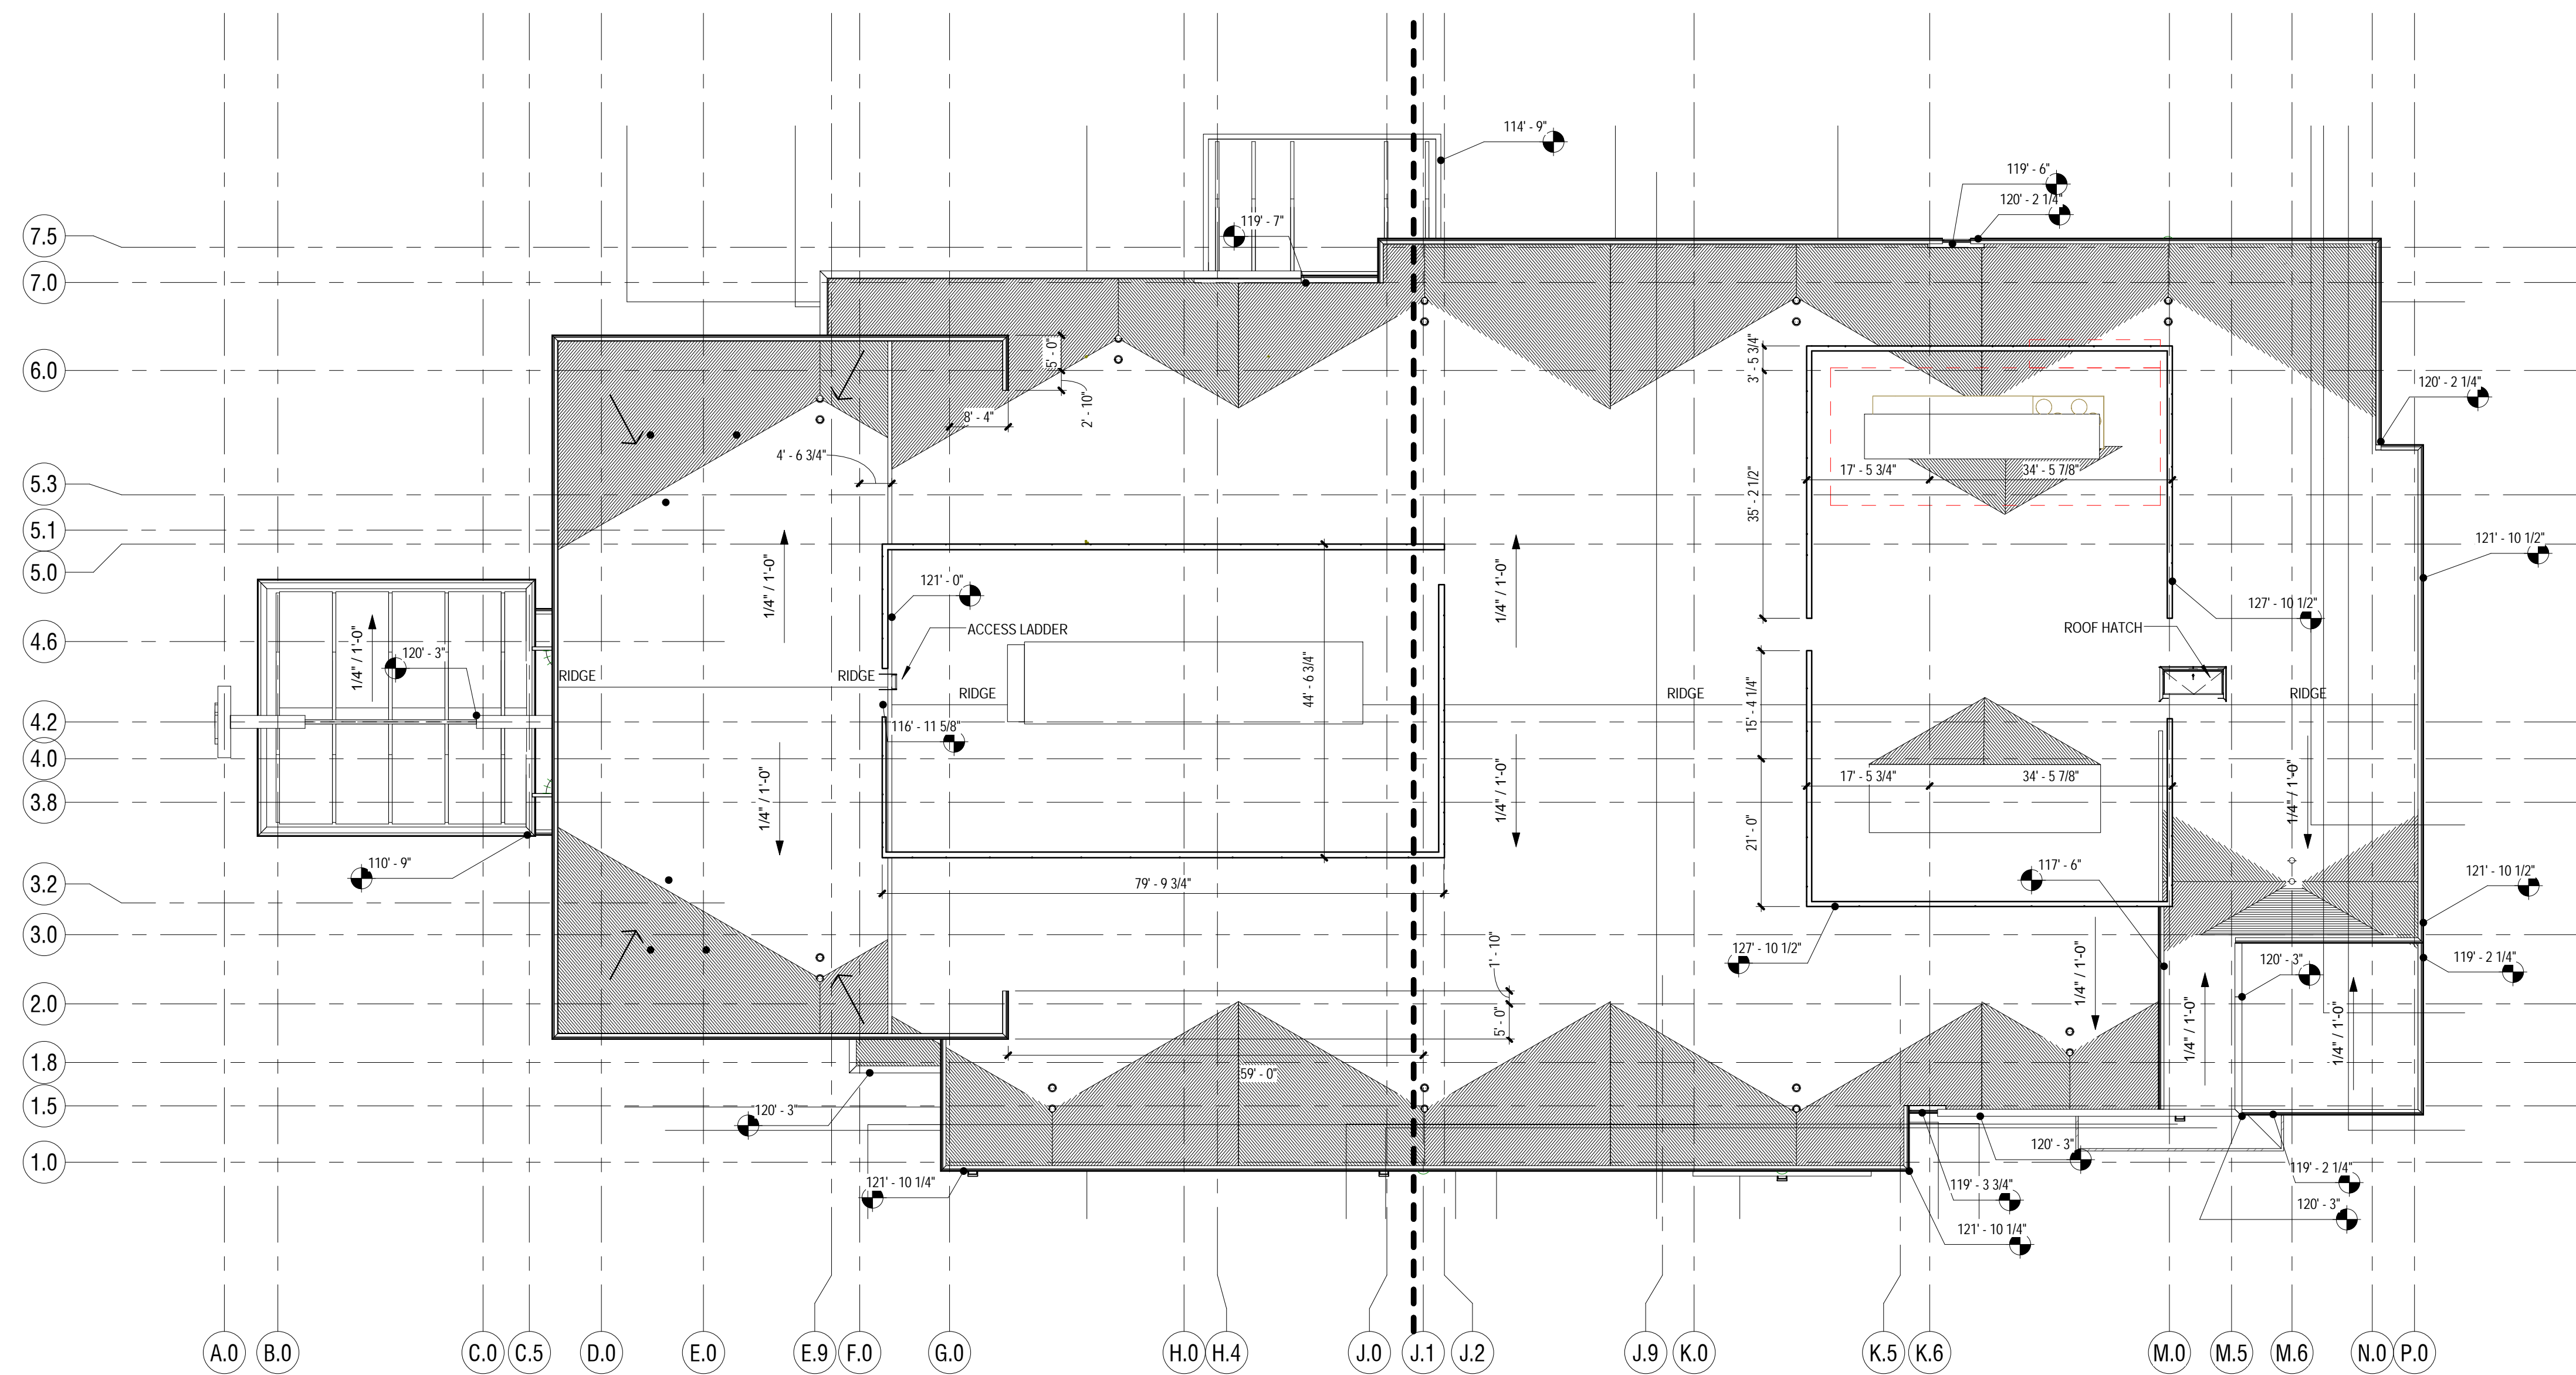 114' - 9"
119' - 6"
120' - 2 1/4"
119' - 7"
7.5
7.0
6.0
5.3
5.1
5.0
4.6
4.2
4.0
3.8
3.2
3.0
2.0
1.8
1.5
1.0
5' - 0"
2' - 10"
8' - 4"
4' - 6 3/4"
3' - 5 3/4"
35' - 2 1/2"
17' - 5 3/4"
34' - 5 7/8"
120' - 2 1/4"
121' - 10 1/2"
127' - 10 1/2"
ROOF HATCH
1/4" / 1'-0"
1/4" / 1'-0"
1/4" / 1'-0"
121' - 0"
ACCESS LADDER
120' - 3"
RIDGE
RIDGE
RIDGE
RIDGE
RIDGE
44' - 6 3/4"
116' - 11 5/8"
15' - 4 1/4"
1/4" / 1'-0"
1/4" / 1'-0"
1/4" / 1'-0"
17' - 5 3/4"
34' - 5 7/8"
21' - 0"
110' - 9"
79' - 9 3/4"
117' - 6"
121' - 10 1/2"
127' - 10 1/2"
1' - 10"
5' - 0"
120' - 3"
119' - 2 1/4"
1/4" / 1'-0"
1/4" / 1'-0"
1/4" / 1'-0"
59' - 0"
120' - 3"
120' - 3"
119' - 2 1/4"
121' - 10 1/4"
119' - 3 3/4"
120' - 3"
121' - 10 1/4"
A.0
B.0
C.0
C.5
D.0
E.0
E.9
F.0
G.0
H.0
H.4
J.0
J.1
J.2
J.9
K.0
K.5
K.6
M.0
M.5
M.6
N.0
P.0